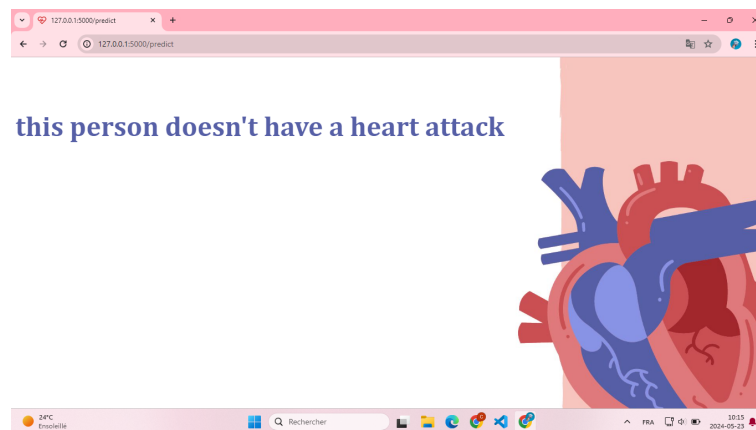 127.0.0.1:5000/predict
127.0.0.1:5000/predict
this person doesn't have a heart attack
24°C
Ensoleillé
Rechercher
FRA
10:15
2024-05-23